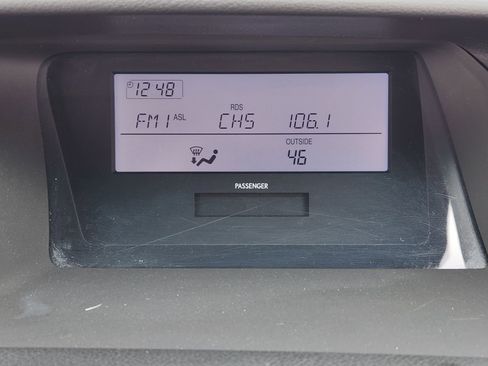 12:48
RDS
FM1 ASL CH5 106.1
OUTSIDE
46
PASSENGER